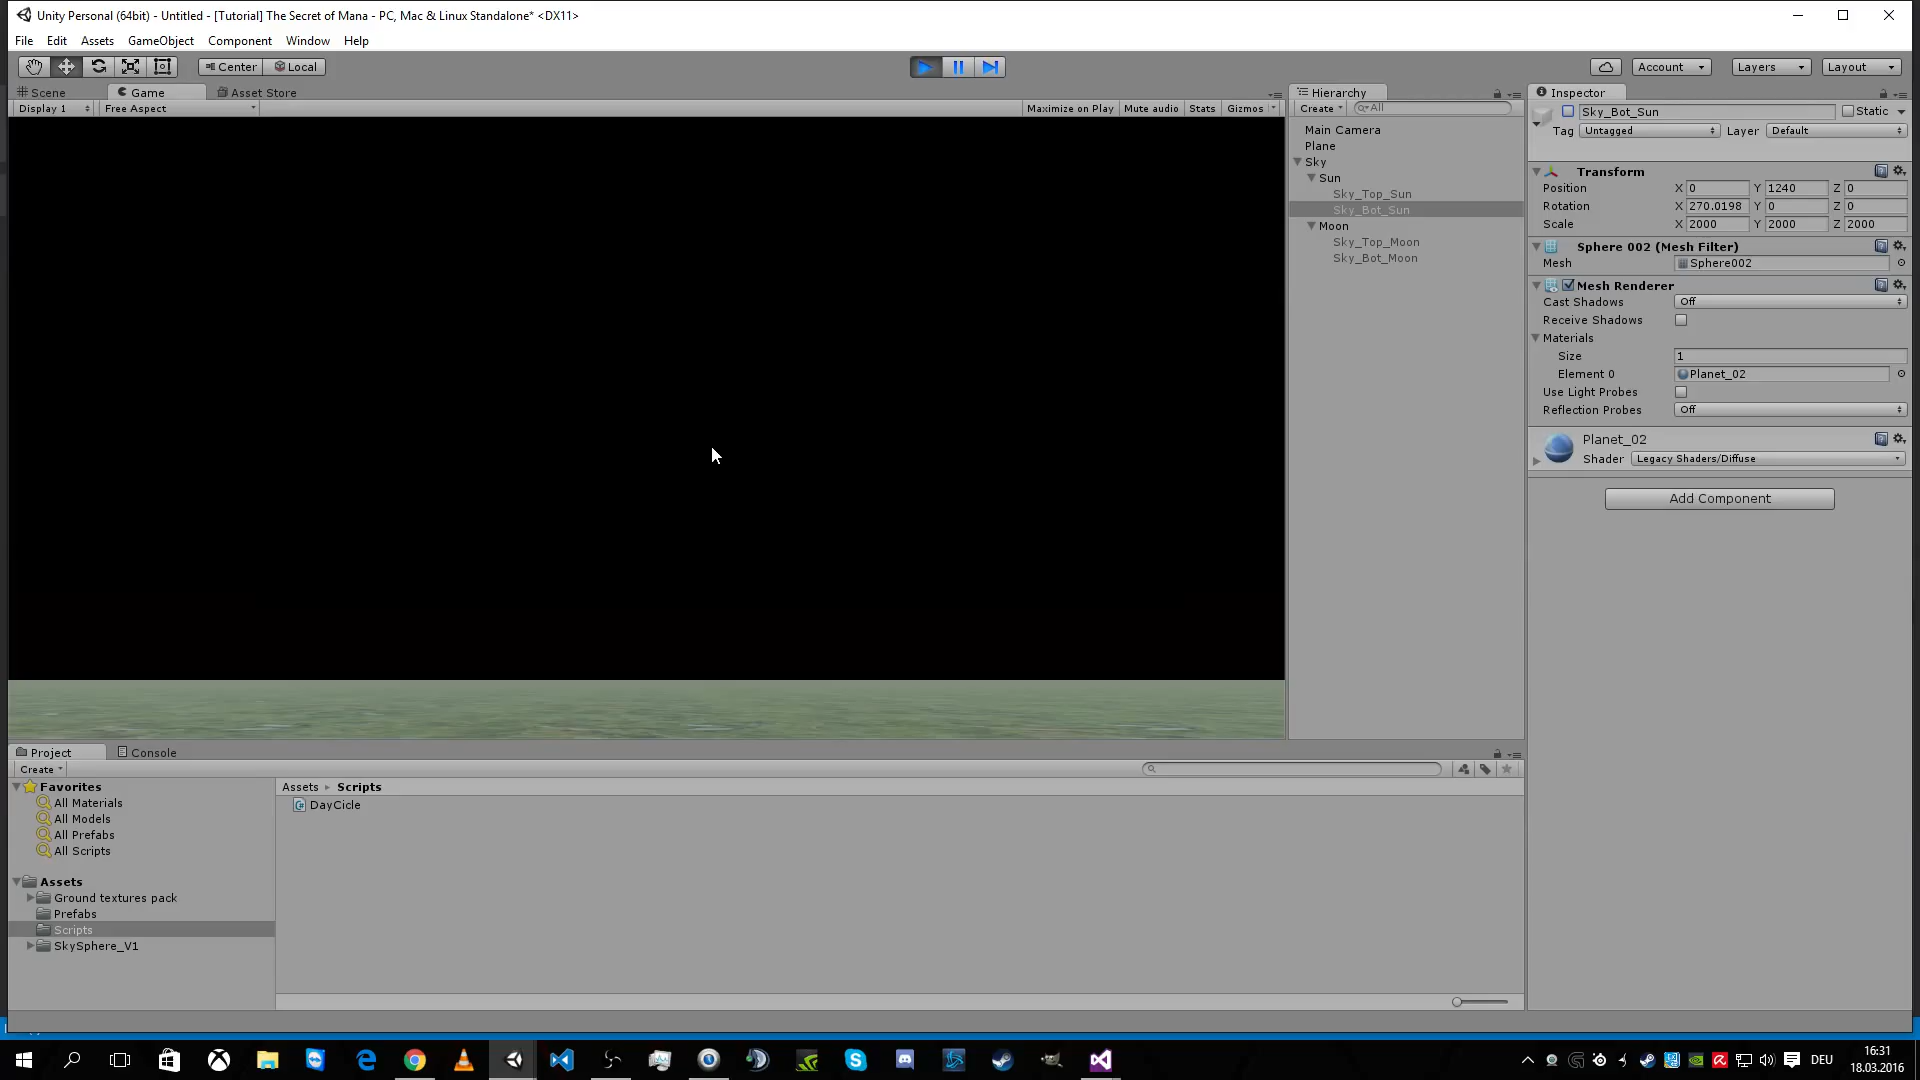 Unity Personal (64bit) - Untitled - [Tutorial] The Secret of Mana - PC, Mac & Linux Standalone* <DX11>
File Edit Assets GameObject Component Window Help
Center Local
Account Layers Layout
Scene Game Asset Store
Display 1 Free Aspect Maximize on Play Mute audio Stats Gizmos
Hierarchy
Create All
Main Camera
Plane
Sky
Sun
Sky_Top_Sun
Sky_Bot_Sun
Moon
Sky_Top_Moon
Sky_Bot_Moon
Inspector
Sky_Bot_Sun Static
Tag Untagged Layer Default
Transform
Position X 0 Y 1240 Z 0
Rotation X 270.0198 Y 0 Z 0
Scale X 2000 Y 2000 Z 2000
Sphere 002 (Mesh Filter)
Mesh Sphere002
Mesh Renderer
Cast Shadows Off
Receive Shadows
Materials
Size 1
Element 0 Planet_02
Use Light Probes
Reflection Probes Off
Planet_02
Shader Legacy Shaders/Diffuse
Add Component
Project Console
Create
Favorites
All Materials
All Models
All Prefabs
All Scripts
Assets
Ground textures pack
Prefabs
Scripts
SkySphere_V1
Assets Scripts
DayCicle
DEU
16:31
18.03.2016